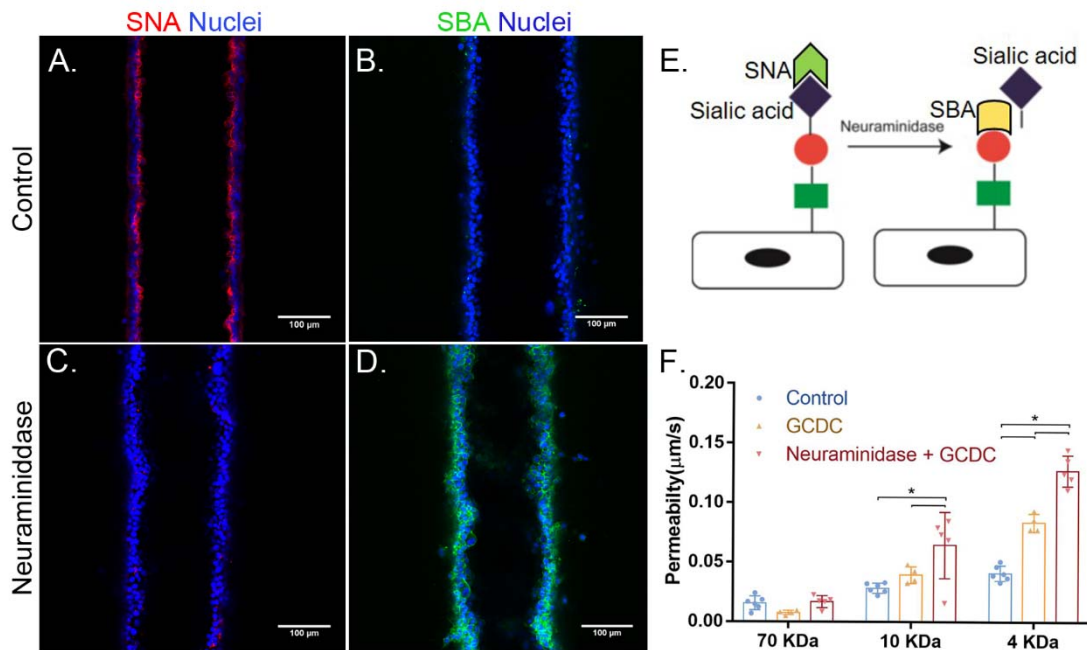 SNA Nuclei
SBA Nuclei
Control
Neuraminiddase
A.
100 µm
B.
100 µm
C.
100 µm
D.
100 µm
E.
SNA
Sialic acid
Neuraminidase
Sialic acid
SBA
F.
Permeabilty(µm/s)
0.20
0.15
0.10
0.05
0.00
Control
GCDC
Neuraminidase + GCDC
*
*
70 KDa
10 KDa
4 KDa